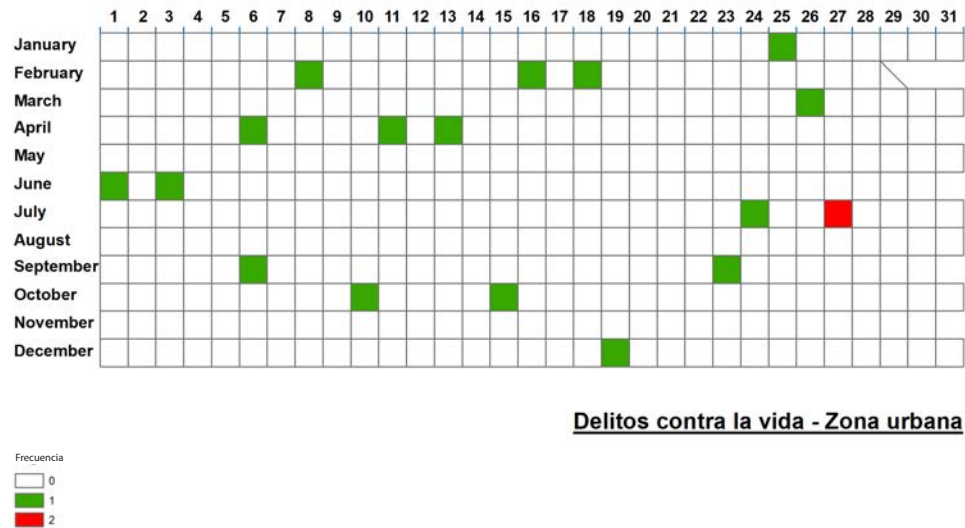 1 2 3 4 5 6 7 8 9 10 11 12 13 14 15 16 17 18 19 20 21 22 23 24 25 26 27 28 29 30 31
January
February
March
April
May
June
July
August
September
October
November
December
Delitos contra la vida - Zona urbana
Frecuencia
0
1
2